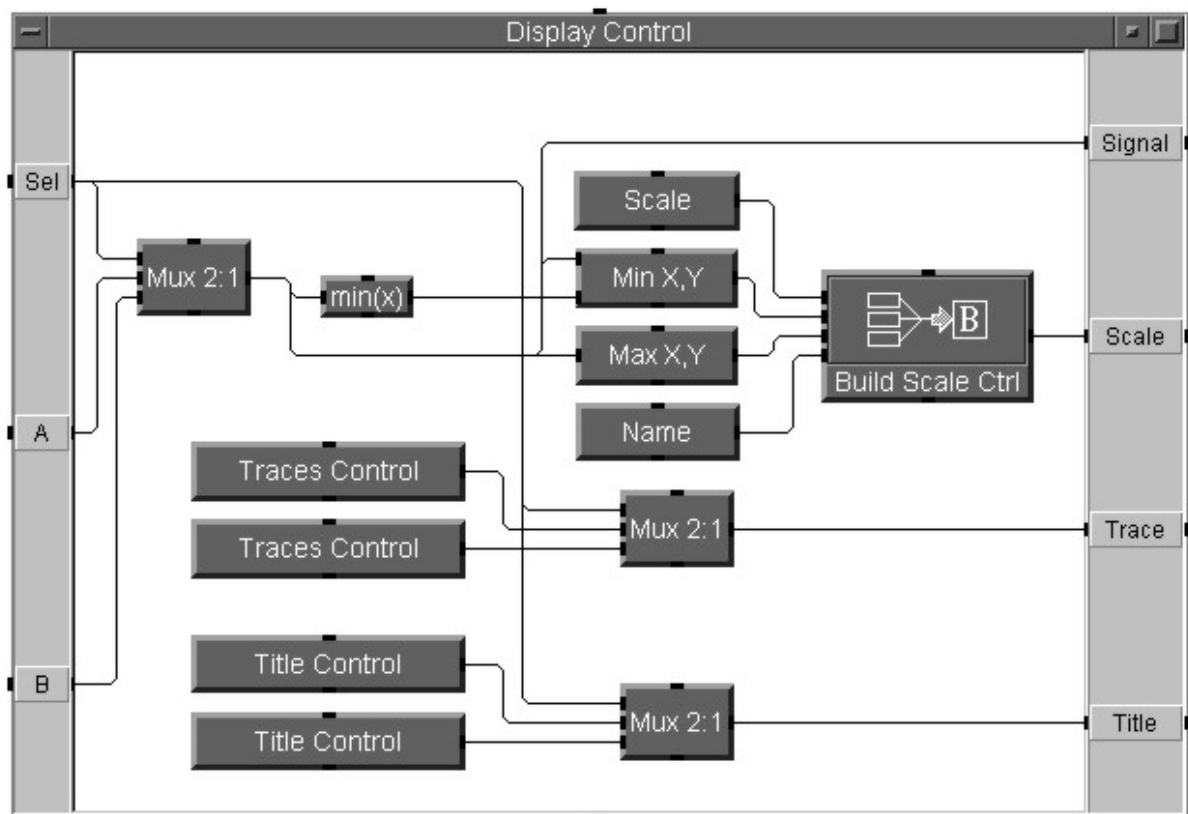 Display Control
Signal
Sel
Scale
Mux 2:1
min(x)
Min X,Y
B
Max X,Y
Scale
Build Scale Ctrl
A
Name
Traces Control
Mux 2:1
Trace
Traces Control
Title Control
B
Mux 2:1
Title
Title Control